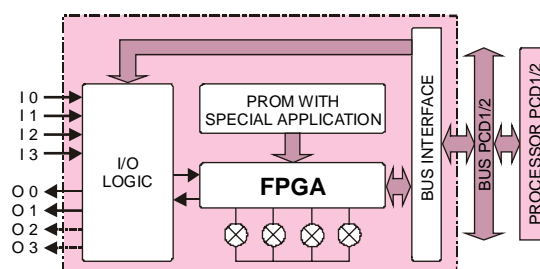 I 0
I 1
I 2
I 3
O 0
O 1
O 2
O 3
I/O
LOGIC
PROM WITH
SPECIAL APPLICATION
FPGA
BUS INTERFACE
BUS PCD1/2
PROCESSOR PCD1/2